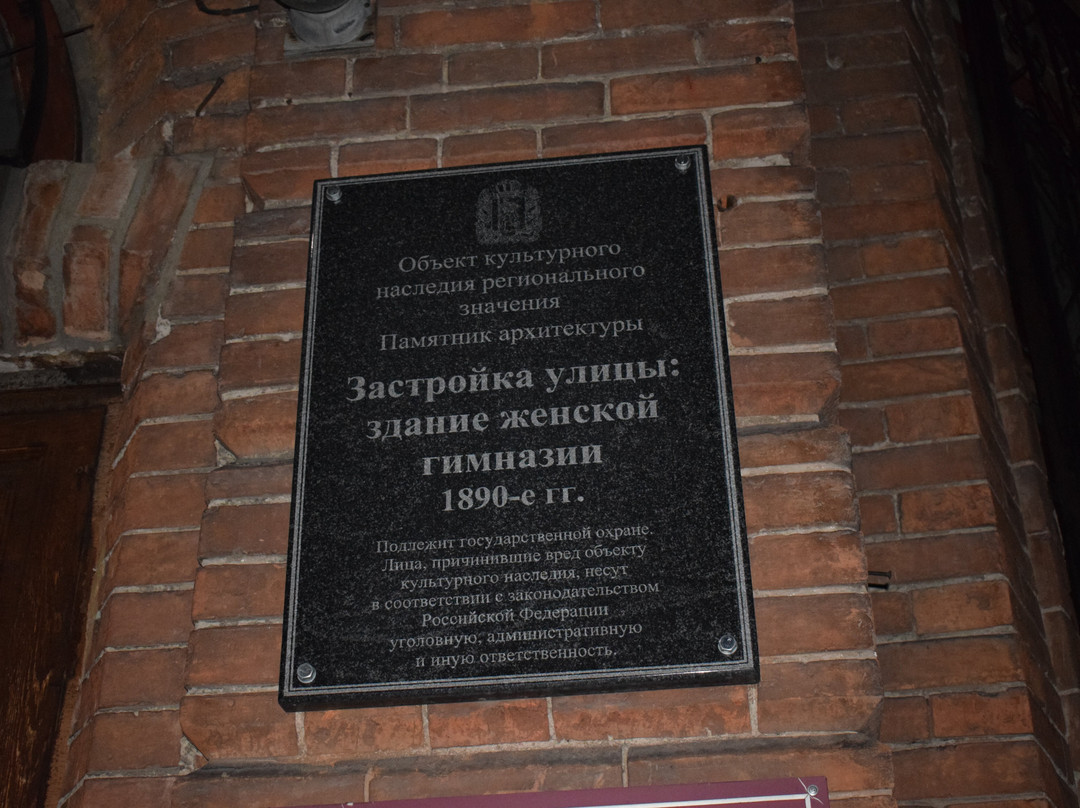 Объект культурного
наследия регионального
значения
Памятник архитектуры
Застройка улицы:
здание женской
гимназии
1890-е гг.
Подлежит государственной охране.
Лица, причинившие вред объекту
культурного наследия, несут
в соответствии с законодательством
Российской Федерации
уголовную, административную
и иную ответственность.